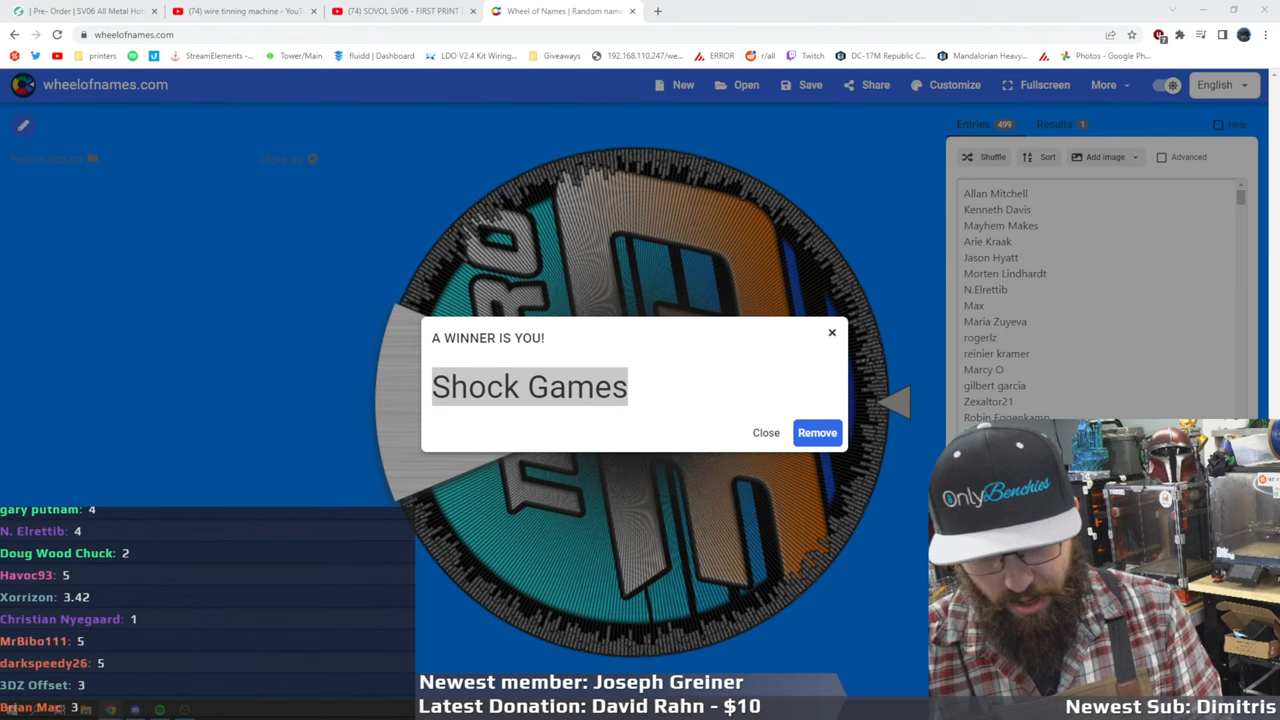 | Pre- Order | SV06 All Metal Hot
(74) wire tinning machine - YouT
(74) SOVOL SV06 - FIRST PRINT
Wheel of Names | Random name
wheelofnames.com
printers
StreamElements -...
Tower/Main
fluidd | Dashboard
LDO V2.4 Kit Wiring...
Giveaways
192.168.110.247/we...
ERROR
r/all
Twitch
DC-17M Republic C...
Mandalorian Heavy...
Photos - Google Ph...
wheelofnames.com
New
Open
Save
Share
Customize
Fullscreen
More
English
Entries 499
Results 1
Hide
Shuffle
Sort
Add image
Advanced
Allan Mitchell
Kenneth Davis
Mayhem Makes
Arie Kraak
Jason Hyatt
Morten Lindhardt
N.Elrettib
Max
Maria Zuyeva
rogerlz
reinier kramer
Marcy O
gilbert garcia
Zexaltor21
Robin Eggenkamp
A WINNER IS YOU!
Shock Games
Close
Remove
OnlyBenchies
gary putnam: 4
N. Elrettib: 4
Doug Wood Chuck: 2
Havoc93: 5
Xorrizon: 3.42
Christian Nyegaard: 1
MrBibo111: 5
darkspeedy26: 5
3DZ Offset: 3
Brian Mac: 3
Newest member: Joseph Greiner
Latest Donation: David Rahn - $10
Newest Sub: Dimitris